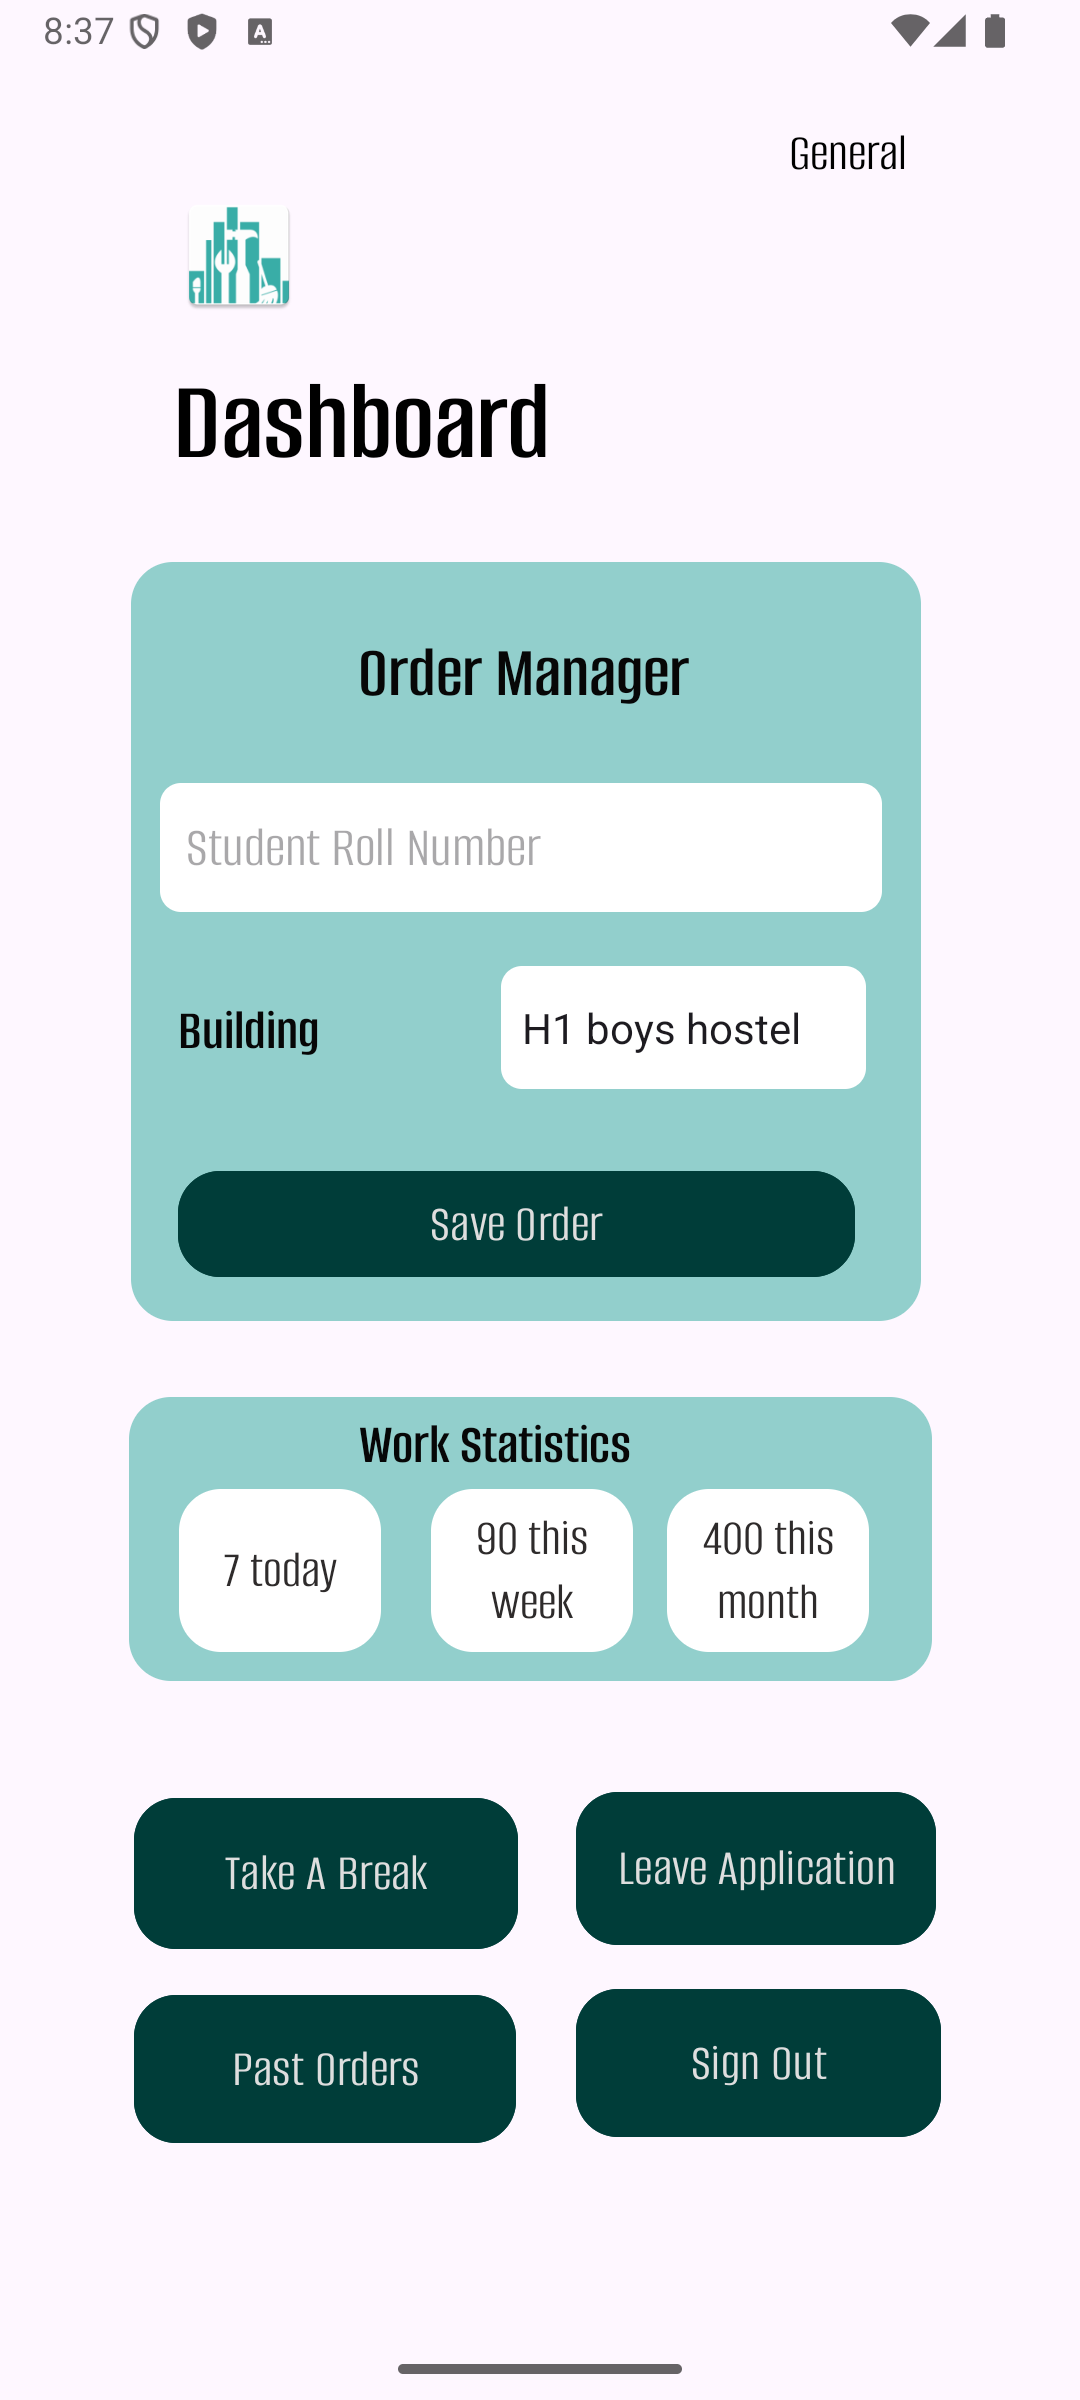 8:37
General
Dashboard
Order Manager
Student Roll Number
Building
H1 boys hostel
Save Order
Work Statistics
7 today
90 this
week
400 this
month
Take A Break
Leave Application
Past Orders
Sign Out